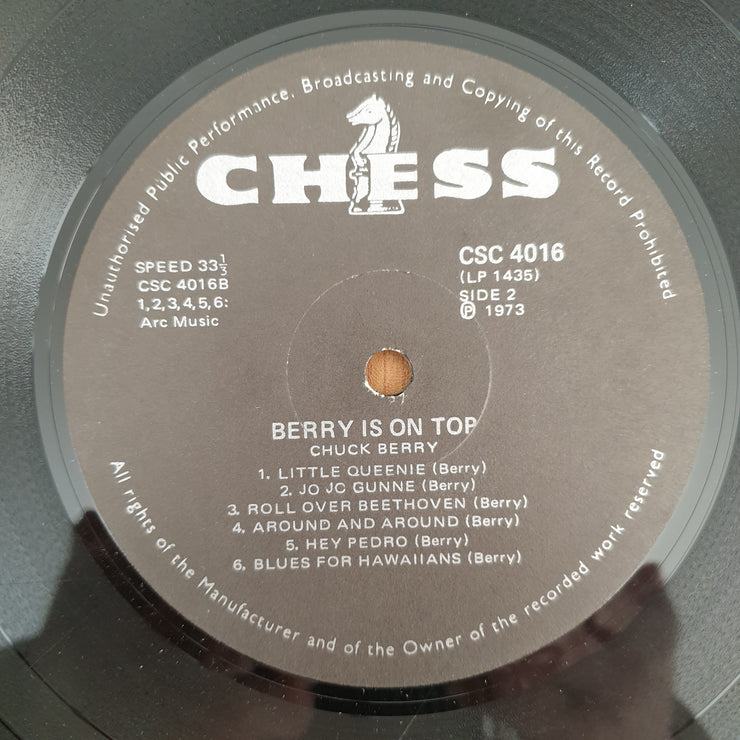 Unauthorised Public Performance, Broadcasting and Copying of this Record Prohibited
CHESS
SPEED 33⅓
CSC 4016B
1,2,3,4,5,6:
Arc Music
CSC 4016
(LP 1435)
SIDE 2
℗ 1973
BERRY IS ON TOP
CHUCK BERRY
1. LITTLE QUEENIE (Berry)
2. JO JO GUNNE (Berry)
3. ROLL OVER BEETHOVEN (Berry)
4. AROUND AND AROUND (Berry)
5. HEY PEDRO (Berry)
6. BLUES FOR HAWAIIANS (Berry)
All rights of the Manufacturer and of the Owner of the recorded work reserved